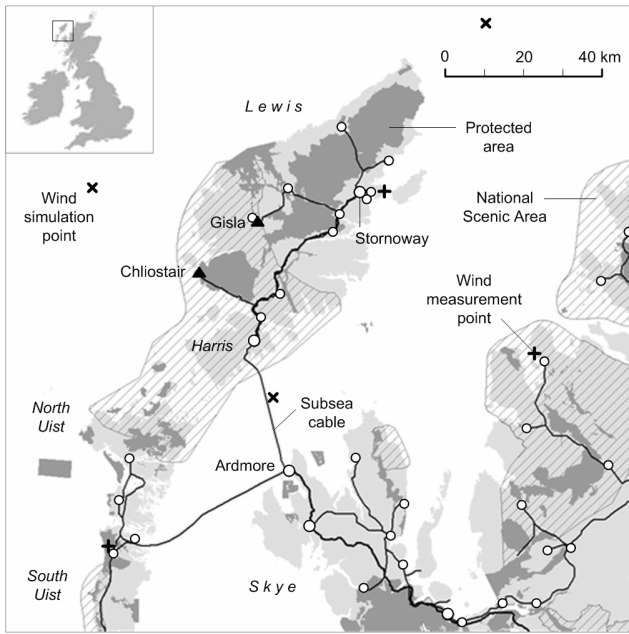 0 20 40 km
Lewis
Protected
area
Wind
simulation
point
National
Scenic Area
Gisla
Stornoway
Chliostair
Wind
measurement
point
Harris
North
Uist
Subsea
cable
Ardmore
South
Uist
Skye